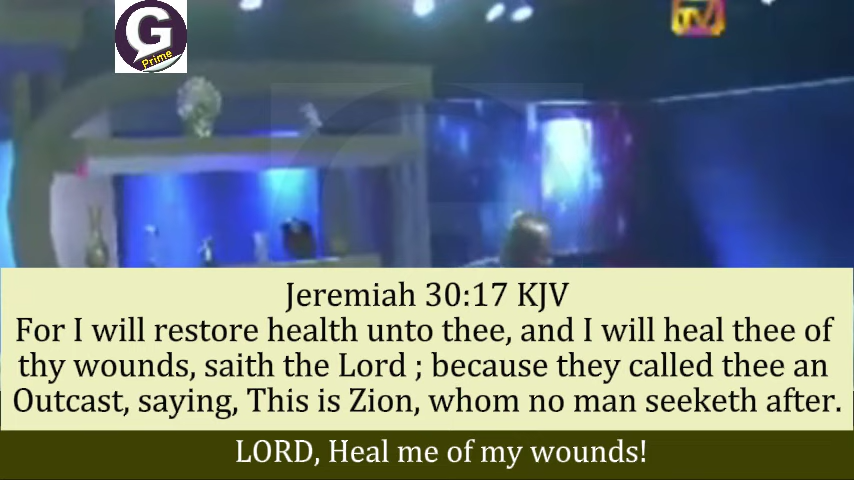 G
Prime
TV
Jeremiah 30:17 KJV
For I will restore health unto thee, and I will heal thee of
thy wounds, saith the Lord ; because they called thee an
Outcast, saying, This is Zion, whom no man seeketh after.
LORD, Heal me of my wounds!